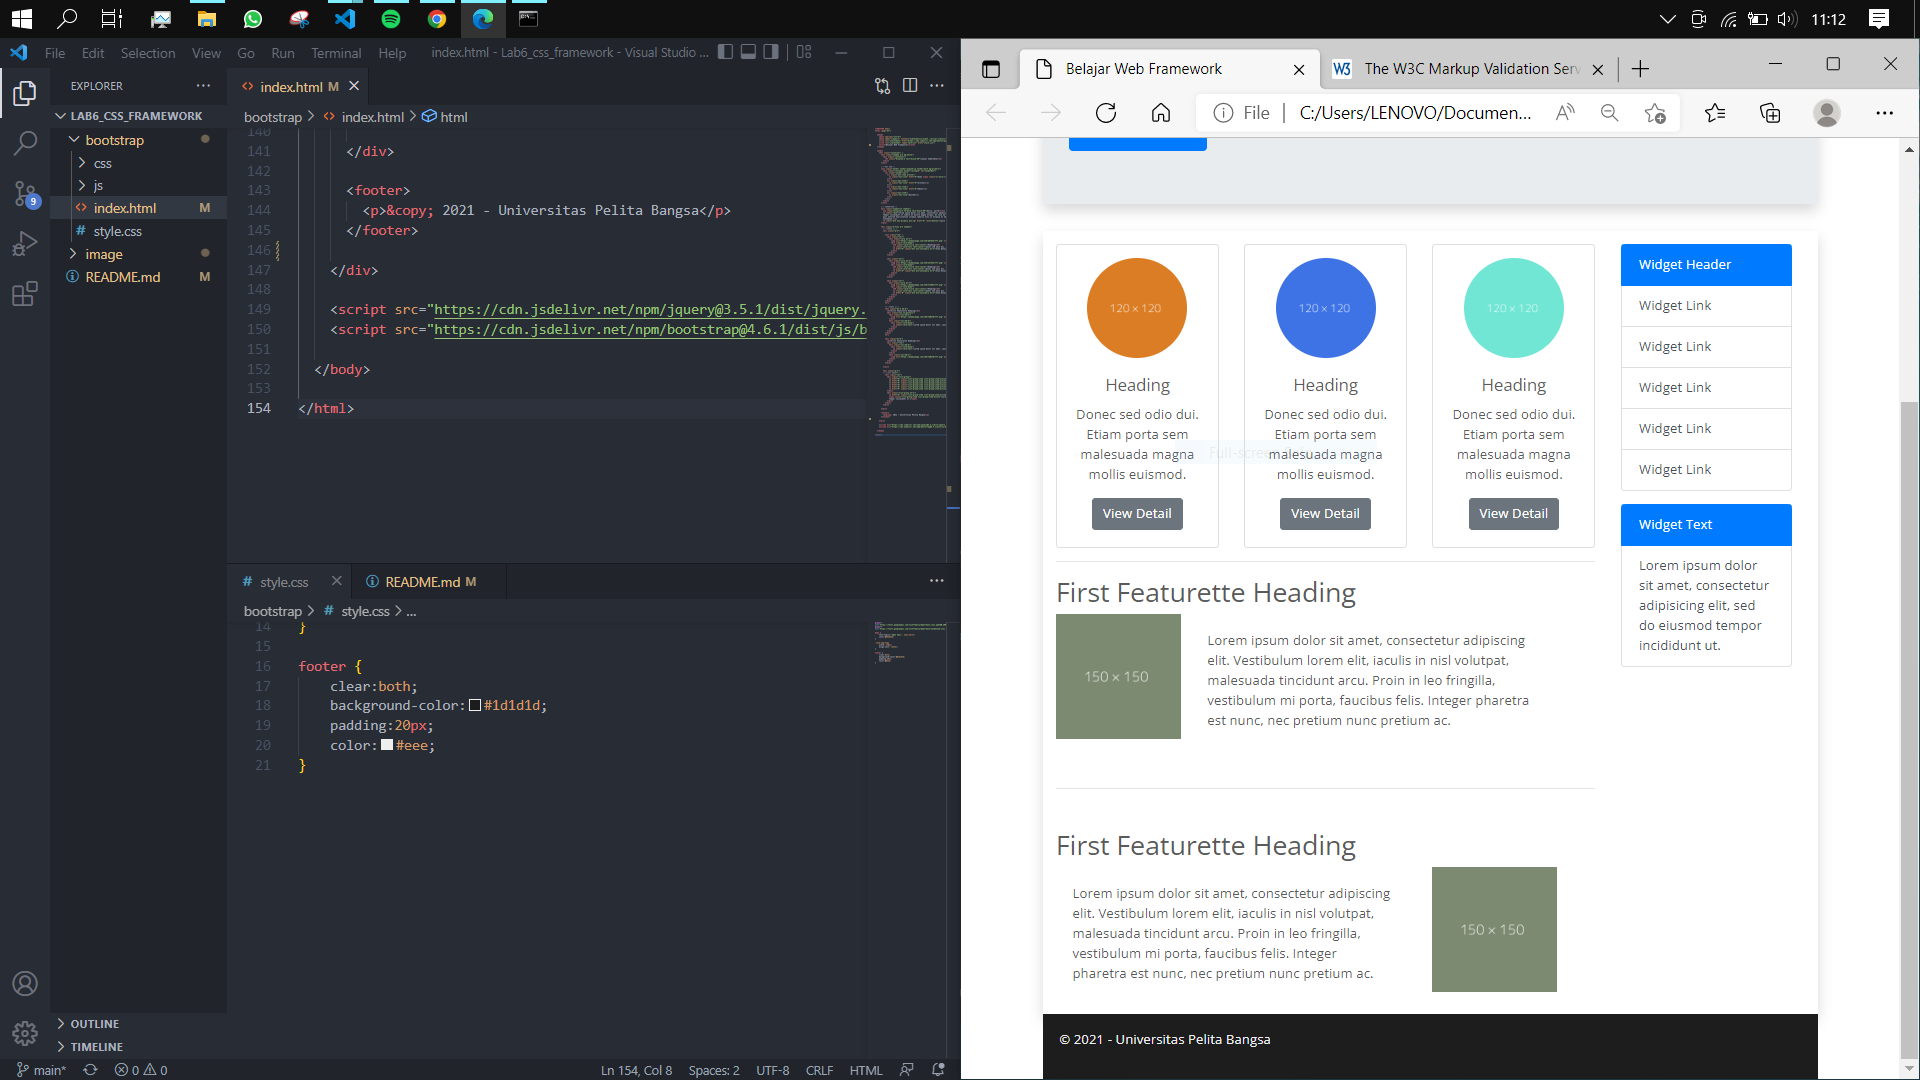 11:12
File Edit Selection View Go Run Terminal Help
index.html - Lab6_css_framework - Visual Studio ...
EXPLORER
LAB6_CSS_FRAMEWORK
bootstrap
css
js
index.html M
style.css
image
README.md M
9
OUTLINE
TIMELINE
index.html M
bootstrap > index.html > html
140
141 </div>
142
143 <footer>
144 <p>&copy; 2021 - Universitas Pelita Bangsa</p>
145 </footer>
146
147 </div>
148
149 <script src="https://cdn.jsdelivr.net/npm/jquery@3.5.1/dist/jquery.
150 <script src="https://cdn.jsdelivr.net/npm/bootstrap@4.6.1/dist/js/b
151
152 </body>
153
154 </html>
style.css
README.md M
bootstrap > style.css > ...
14 }
15
16 footer {
17 clear:both;
18 background-color:#1d1d1d;
19 padding:20px;
20 color:#eee;
21 }
main*
0 0
Ln 154, Col 8
Spaces: 2
UTF-8
CRLF
HTML
Belajar Web Framework
The W3C Markup Validation Serv
File
C:/Users/LENOVO/Documen...
120 × 120
Heading
Donec sed odio dui.
Etiam porta sem
malesuada magna
mollis euismod.
View Detail
120 × 120
Heading
Donec sed odio dui.
Etiam porta sem
malesuada magna
mollis euismod.
View Detail
120 × 120
Heading
Donec sed odio dui.
Etiam porta sem
malesuada magna
mollis euismod.
View Detail
Widget Header
Widget Link
Widget Link
Widget Link
Widget Link
Widget Link
Widget Text
Lorem ipsum dolor
sit amet, consectetur
adipisicing elit, sed
do eiusmod tempor
incididunt ut.
First Featurette Heading
150 × 150
Lorem ipsum dolor sit amet, consectetur adipiscing
elit. Vestibulum lorem elit, iaculis in nisl volutpat,
malesuada tincidunt arcu. Proin in leo fringilla,
vestibulum mi porta, faucibus felis. Integer pharetra
est nunc, nec pretium nunc pretium ac.
First Featurette Heading
Lorem ipsum dolor sit amet, consectetur adipiscing
elit. Vestibulum lorem elit, iaculis in nisl volutpat,
malesuada tincidunt arcu. Proin in leo fringilla,
vestibulum mi porta, faucibus felis. Integer
pharetra est nunc, nec pretium nunc pretium ac.
150 × 150
© 2021 - Universitas Pelita Bangsa